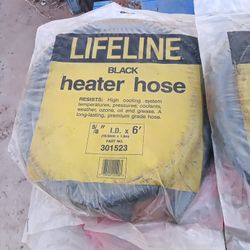 LIFELINE
BLACK
heater hose
RESISTS: High cooling system
temperatures, pressures, coolants,
weather, ozone, oil and grease. A
long-lasting, premium grade hose.
5/8" I.D. x 6'
PART NO.
301523